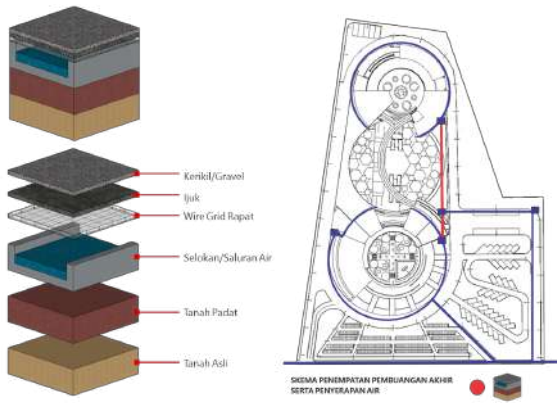 Kerikil/Gravel
Ijuk
Wire Grid Rapat
Selokan/Saluran Air
Tanah Padat
Tanah Asli
SKEMA PENEMPATAN PEMBUANGAN AKHIR
SERTA PENYERAPAN AIR